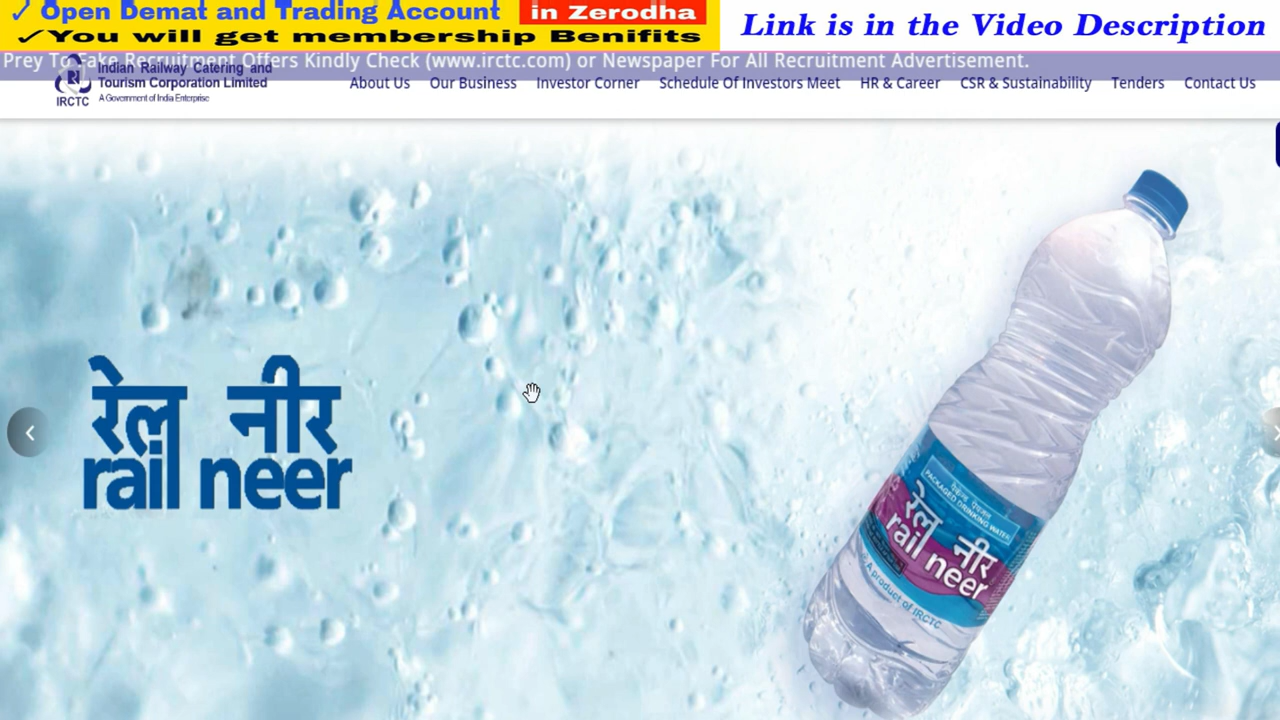 ✓ Open Demat and Trading Account in Zerodha
✓You will get membership Benifits
Link is in the Video Description
Prey To Fake Recruitment Offers Kindly Check (www.irctc.com) or Newspaper For All Recruitment Advertisement.
Indian Railway Catering and
Tourism Corporation Limited
A Government of India Enterprise
IRCTC
About Us Our Business Investor Corner Schedule Of Investors Meet HR & Career CSR & Sustainability Tenders Contact Us
रेल नीर
rail neer
पैकेज्ड पेयजल
PACKAGED DRINKING WATER
रेल नीर
rail neer
A product of IRCTC